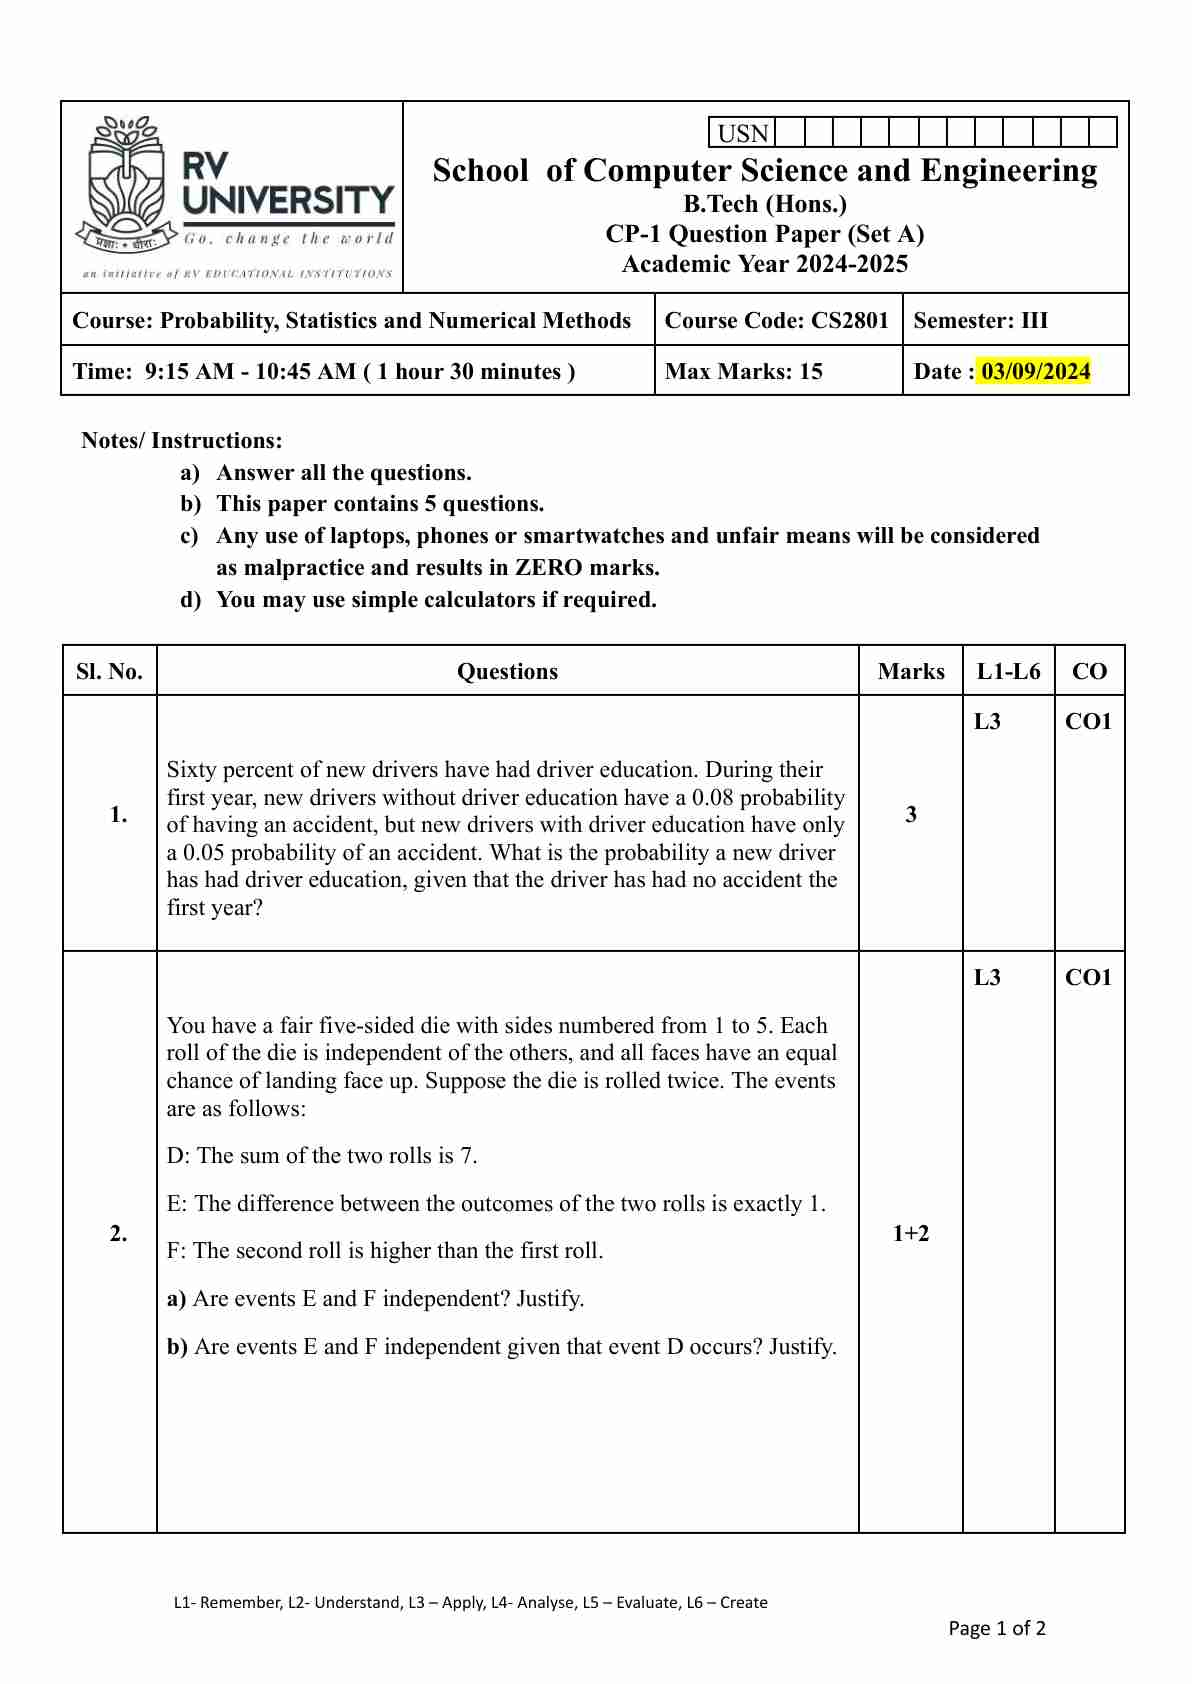 USN
RV
UNIVERSITY
Go, change the world
प्रज्ञाः • धीराः
an initiative of RV EDUCATIONAL INSTITUTIONS
School of Computer Science and Engineering
B.Tech (Hons.)
CP-1 Question Paper (Set A)
Academic Year 2024-2025
Course: Probability, Statistics and Numerical Methods Course Code: CS2801 Semester: III
Time: 9:15 AM - 10:45 AM ( 1 hour 30 minutes ) Max Marks: 15 Date : 03/09/2024
Notes/ Instructions:
a) Answer all the questions.
b) This paper contains 5 questions.
c) Any use of laptops, phones or smartwatches and unfair means will be considered
as malpractice and results in ZERO marks.
d) You may use simple calculators if required.
Sl. No. Questions Marks L1-L6 CO
1.
Sixty percent of new drivers have had driver education. During their
first year, new drivers without driver education have a 0.08 probability
of having an accident, but new drivers with driver education have only
a 0.05 probability of an accident. What is the probability a new driver
has had driver education, given that the driver has had no accident the
first year?
3
L3 CO1
2.
You have a fair five-sided die with sides numbered from 1 to 5. Each
roll of the die is independent of the others, and all faces have an equal
chance of landing face up. Suppose the die is rolled twice. The events
are as follows:
D: The sum of the two rolls is 7.
E: The difference between the outcomes of the two rolls is exactly 1.
F: The second roll is higher than the first roll.
a) Are events E and F independent? Justify.
b) Are events E and F independent given that event D occurs? Justify.
1+2
L3 CO1
L1- Remember, L2- Understand, L3 – Apply, L4- Analyse, L5 – Evaluate, L6 – Create
Page 1 of 2